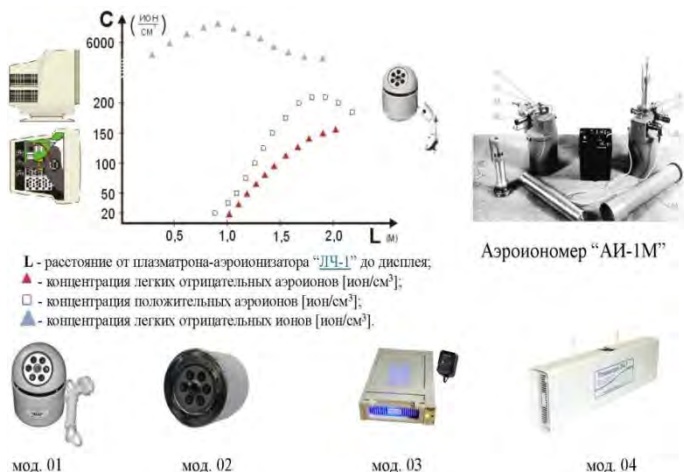 C (ИОН/СМ³)
6000
200
150
100
50
20
0,5 1,0 1,5 2,0 L (М)
L - расстояние от плазматрона-аэроионизатора “ЛЧ-1” до дисплея;
- концентрация легких отрицательных аэроионов [ион/см³];
- концентрация положительных аэроионов [ион/см³];
- концентрация легких отрицательных ионов [ион/см³].
Аэроиономер “АИ-1М”
мод. 01 мод. 02 мод. 03 мод. 04